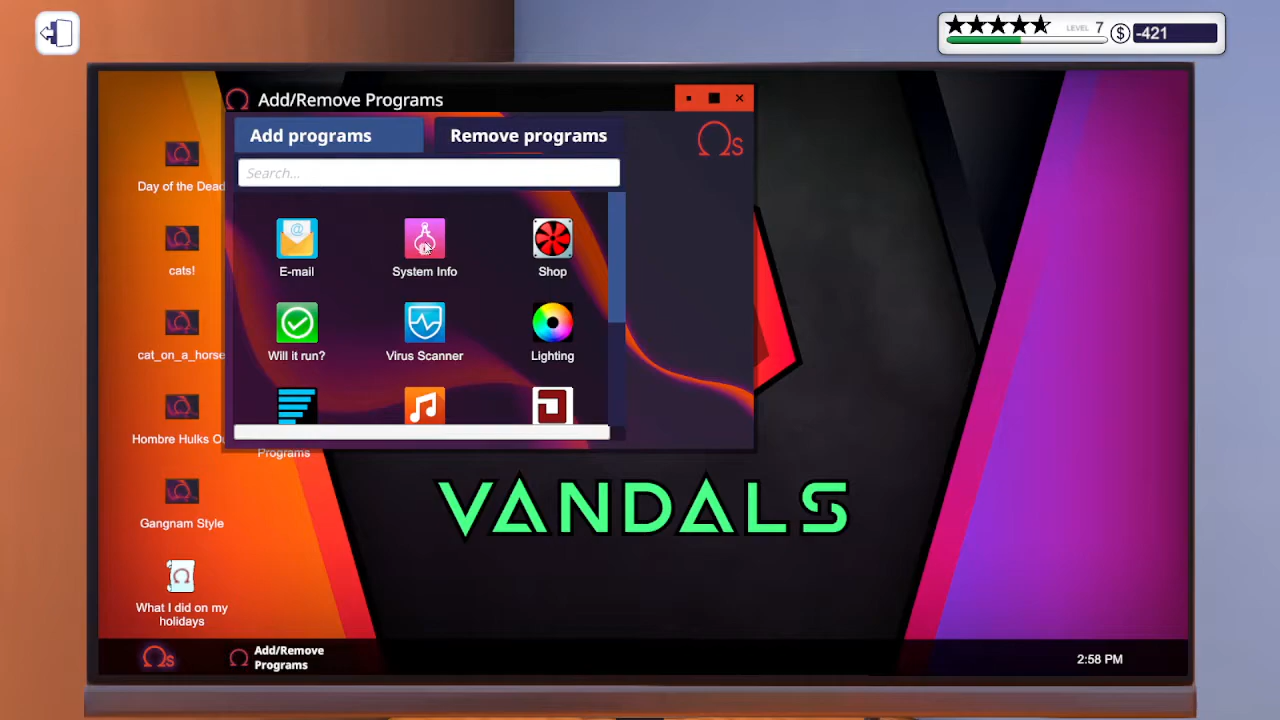 LEVEL 7
$ -421
Add/Remove Programs
Add programs
Remove programs
Search...
Ωs
E-mail
System Info
Shop
Will it run?
Virus Scanner
Lighting
Day of the Dead
cats!
cat_on_a_horse
Hombre Hulks O
Programs
Gangnam Style
What I did on my
holidays
VANDALS
Ωs
Add/Remove
Programs
2:58 PM